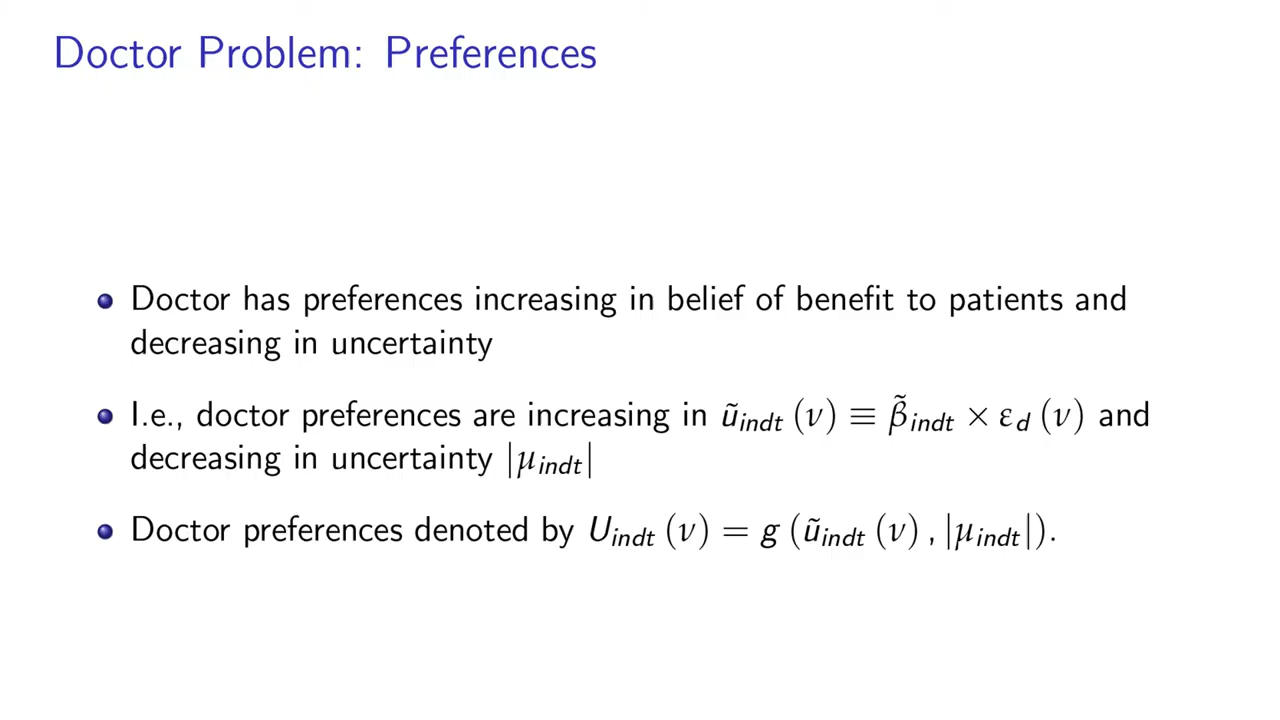 Doctor Problem: Preferences
Doctor has preferences increasing in belief of benefit to patients and
decreasing in uncertainty
I.e., doctor preferences are increasing in ũ_indt (ν) ≡ β̃_indt × ε_d (ν) and
decreasing in uncertainty |μ_indt|
Doctor preferences denoted by U_indt (ν) = g (ũ_indt (ν) , |μ_indt|).